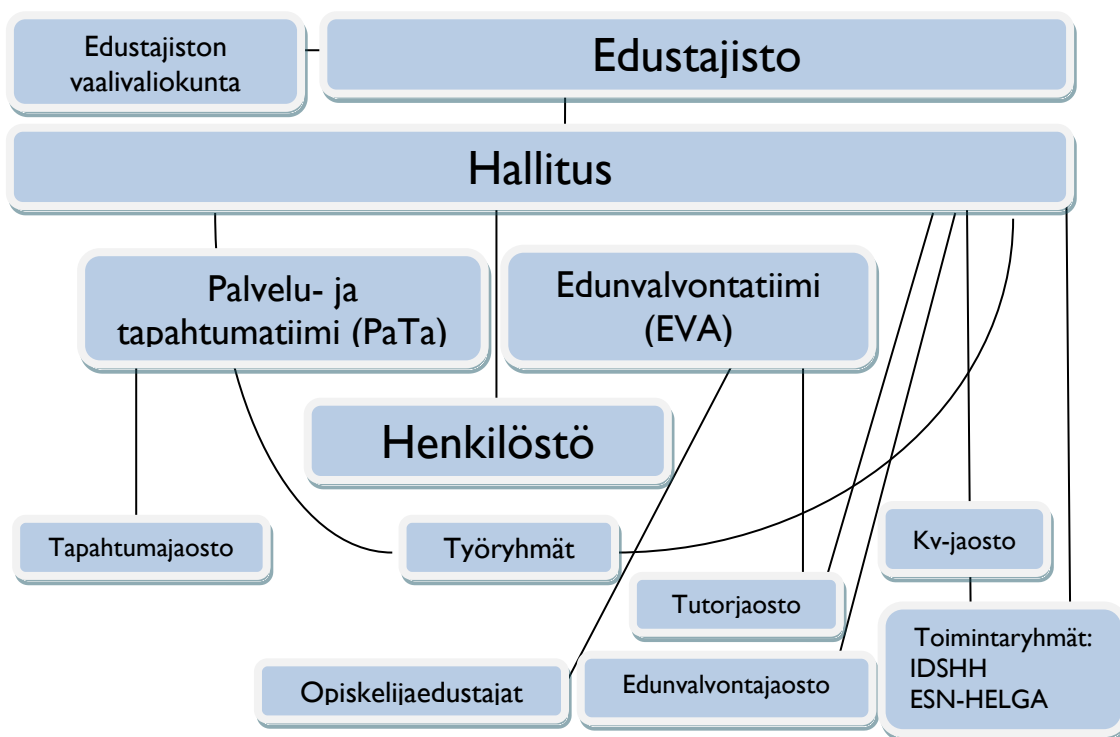 Edustajiston
vaalivaliokunta
Edustajisto
Hallitus
Palvelu- ja
tapahtumatiimi (PaTa)
Edunvalvontatiimi
(EVA)
Henkilöstö
Tapahtumajaosto
Työryhmät
Kv-jaosto
Tutorjaosto
Toimintaryhmät:
IDSHH
ESN-HELGA
Opiskelijaedustajat
Edunvalvontajaosto